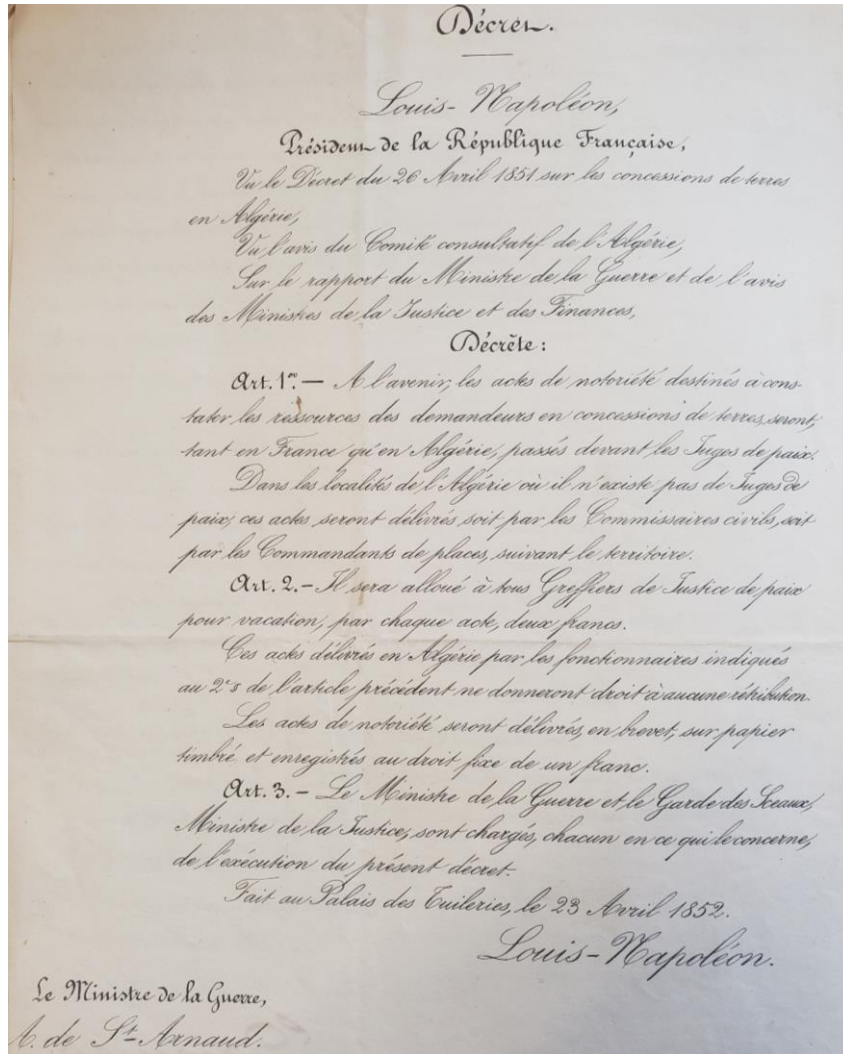 Décret.
Louis-Napoléon,
Président de la République Française,
Vu le Décret du 26 Avril 1851 sur les concessions de terres
en Algérie,
Vu l'avis du Comité consultatif de l'Algérie,
Sur le rapport du Ministre de la Guerre et de l'avis
des Ministres de la Justice et des Finances,
Décrète :
Art. 1er. — A l'avenir, les actes de notoriété destinés à cons-
tater les ressources des demandeurs en concessions de terres, seront,
tant en France qu'en Algérie, passés devant les Juges de paix.
Dans les localités de l'Algérie où il n'existe pas de Juges de
paix, ces actes seront délivrés, soit par les Commissaires civils, soit
par les Commandants de places, suivant le territoire.
Art. 2. — Il sera alloué à tous Greffiers de Justice de paix
pour vacation, par chaque acte, deux francs.
Ces actes délivrés en Algérie par les fonctionnaires indiqués
au 2e § de l'article précédent ne donneront droit à aucune rétribution.
Les actes de notoriété seront délivrés, en brevet, sur papier
timbré et enregistrés au droit fixe de un franc.
Art. 3. — Le Ministre de la Guerre et le Garde des Sceaux,
Ministre de la Justice, sont chargés, chacun en ce qui le concerne,
de l'exécution du présent décret.
Fait au Palais des Tuileries, le 23 Avril 1852.
Louis-Napoléon.
Le Ministre de la Guerre,
A. de St-Arnaud.